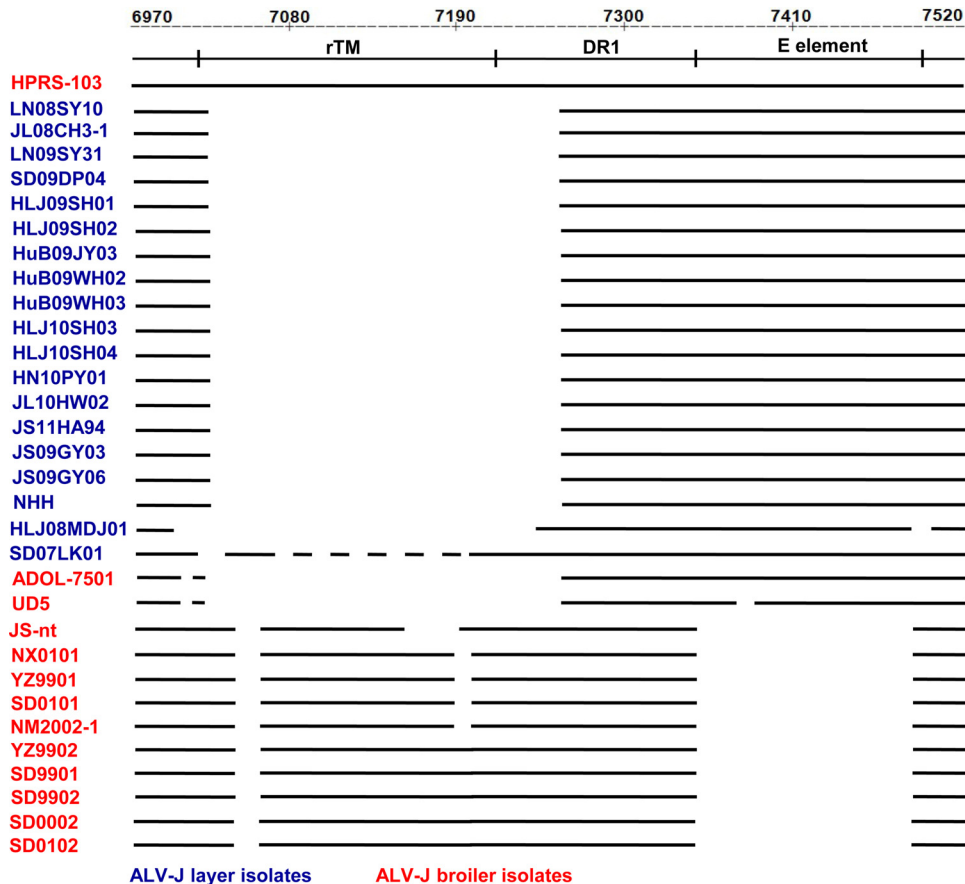 6970 7080 7190 7300 7410 7520
rTM DR1 E element
HPRS-103
LN08SY10
JL08CH3-1
LN09SY31
SD09DP04
HLJ09SH01
HLJ09SH02
HuB09JY03
HuB09WH02
HuB09WH03
HLJ10SH03
HLJ10SH04
HN10PY01
JL10HW02
JS11HA94
JS09GY03
JS09GY06
NHH
HLJ08MDJ01
SD07LK01
ADOL-7501
UD5
JS-nt
NX0101
YZ9901
SD0101
NM2002-1
YZ9902
SD9901
SD9902
SD0002
SD0102
ALV-J layer isolates ALV-J broiler isolates